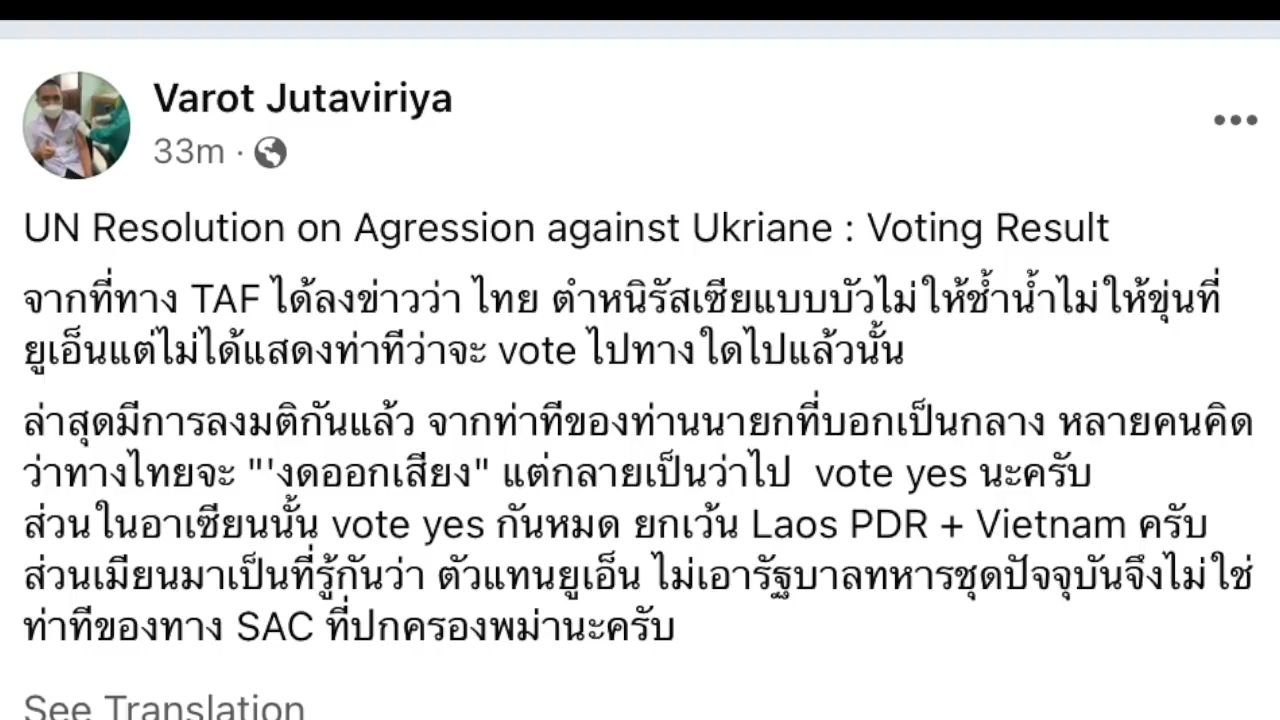 Varot Jutaviriya
33m ·
UN Resolution on Agression against Ukriane : Voting Result
จากที่ทาง TAF ได้ลงข่าวว่า ไทย ตำหนิรัสเซียแบบบัวไม่ให้ช้ำน้ำไม่ให้ขุ่นที่
ยูเอ็นแต่ไม่ได้แสดงท่าทีว่าจะ vote ไปทางใดไปแล้วนั้น
ล่าสุดมีการลงมติกันแล้ว จากท่าทีของท่านนายกที่บอกเป็นกลาง หลายคนคิด
ว่าทางไทยจะ "'งดออกเสียง" แต่กลายเป็นว่าไป  vote yes นะครับ
ส่วนในอาเซียนนั้น vote yes กันหมด ยกเว้น Laos PDR + Vietnam ครับ
ส่วนเมียนมาเป็นที่รู้กันว่า ตัวแทนยูเอ็น ไม่เอารัฐบาลทหารชุดปัจจุบันจึงไม่ใช่
ท่าทีของทาง SAC ที่ปกครองพม่านะครับ
See Translation